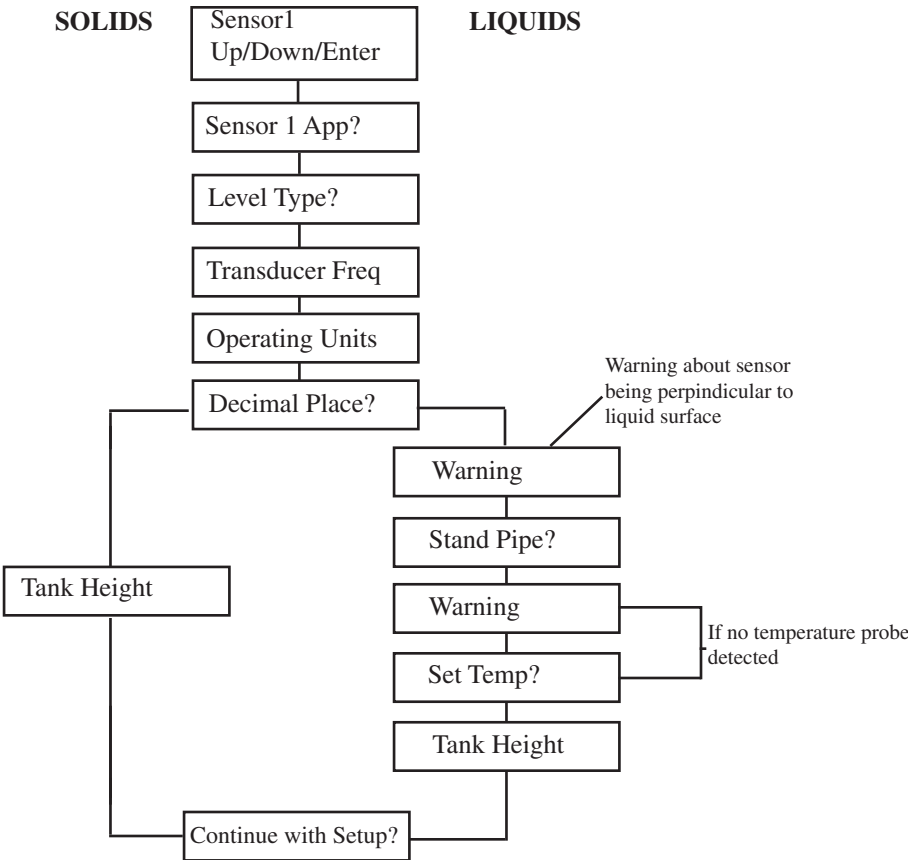 SOLIDS
LIQUIDS
Sensor1
Up/Down/Enter
Sensor 1 App?
Level Type?
Transducer Freq
Operating Units
Decimal Place?
Warning about sensor
being perpindicular to
liquid surface
Warning
Stand Pipe?
Tank Height
Warning
If no temperature probe
detected
Set Temp?
Tank Height
Continue with Setup?